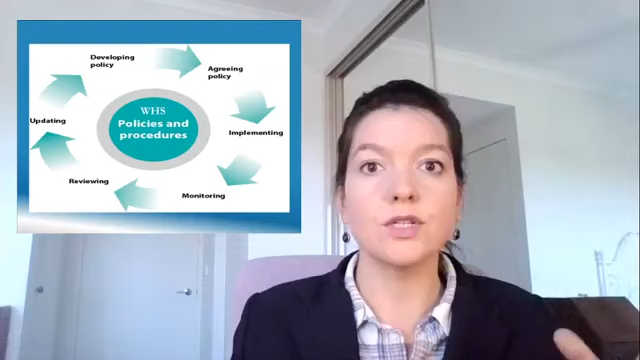 Developing
policy
Agreeing
policy
Implementing
Monitoring
Reviewing
Updating
WHS
Policies and
procedures